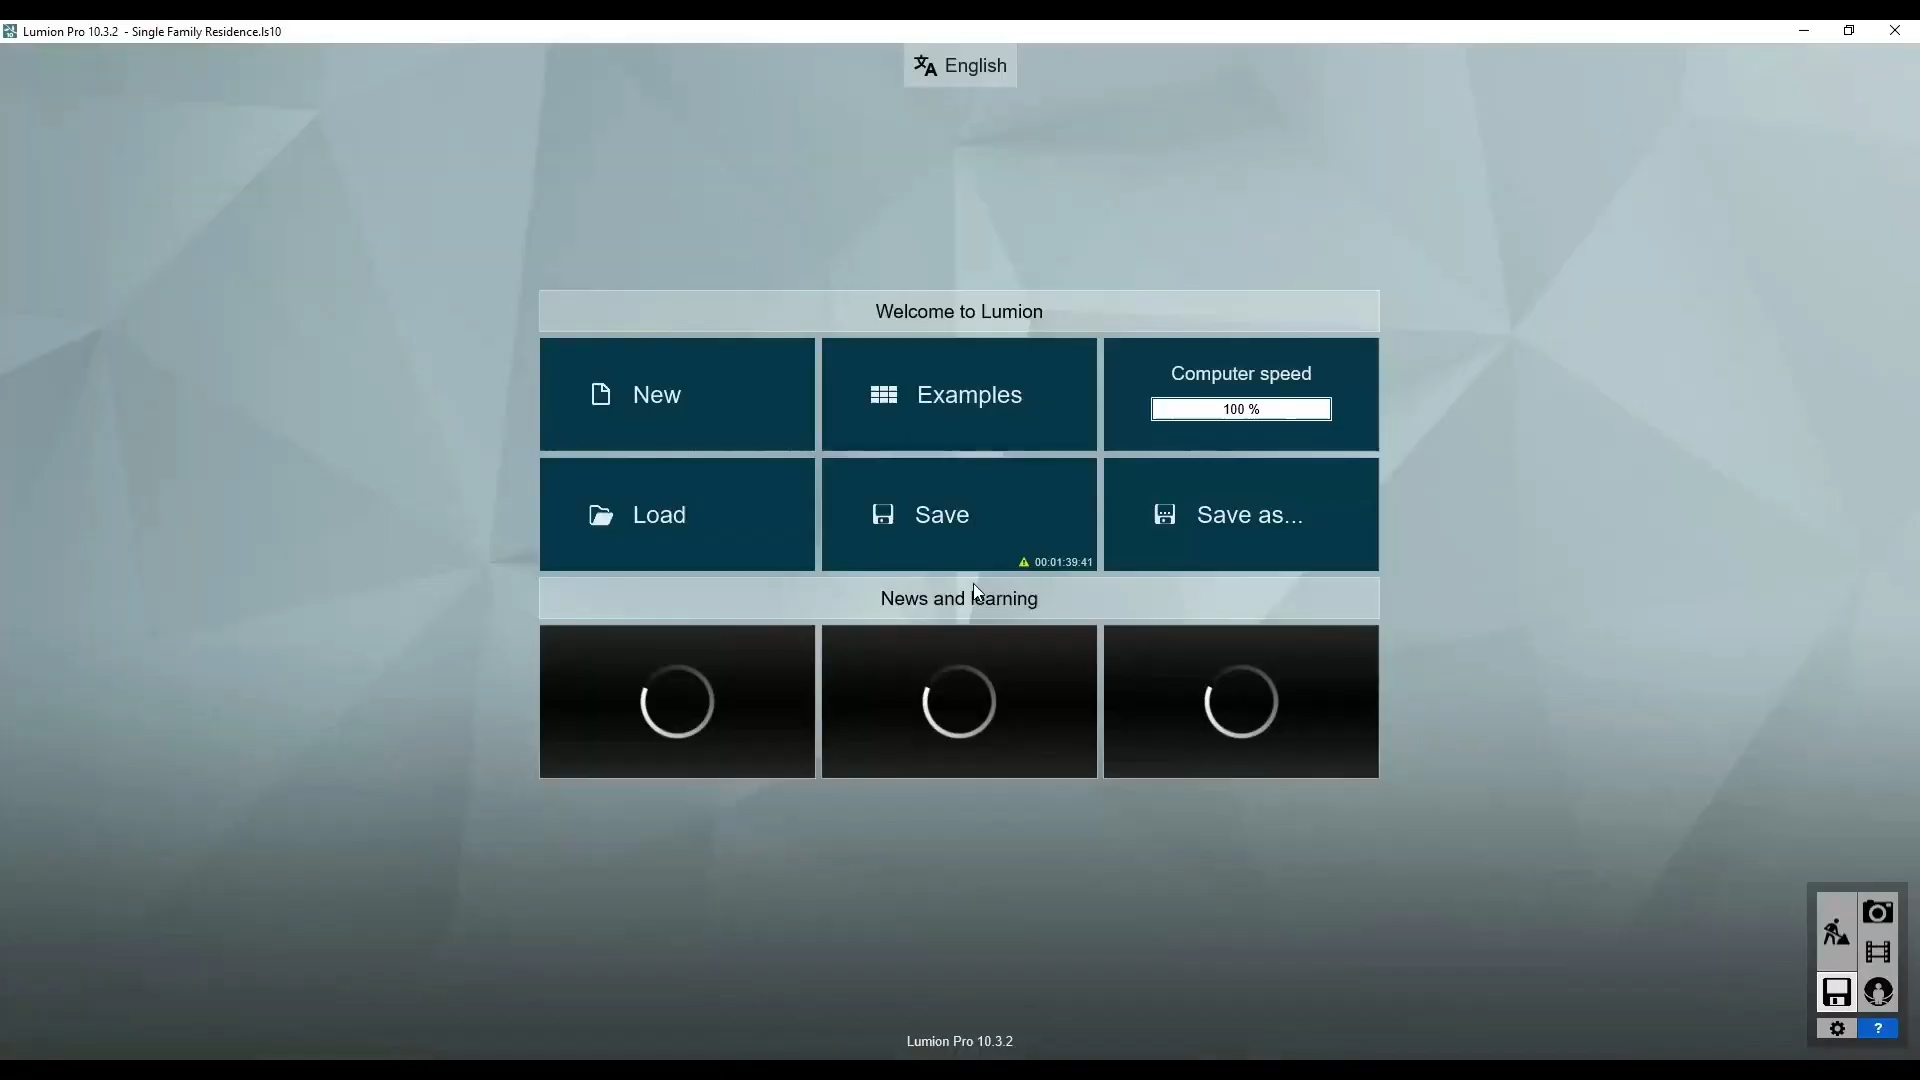 Lumion Pro 10.3.2 - Single Family Residence.ls10
English
Welcome to Lumion
New
Examples
Computer speed
100 %
Load
Save
00:01:39:41
Save as...
News and learning
?
Lumion Pro 10.3.2